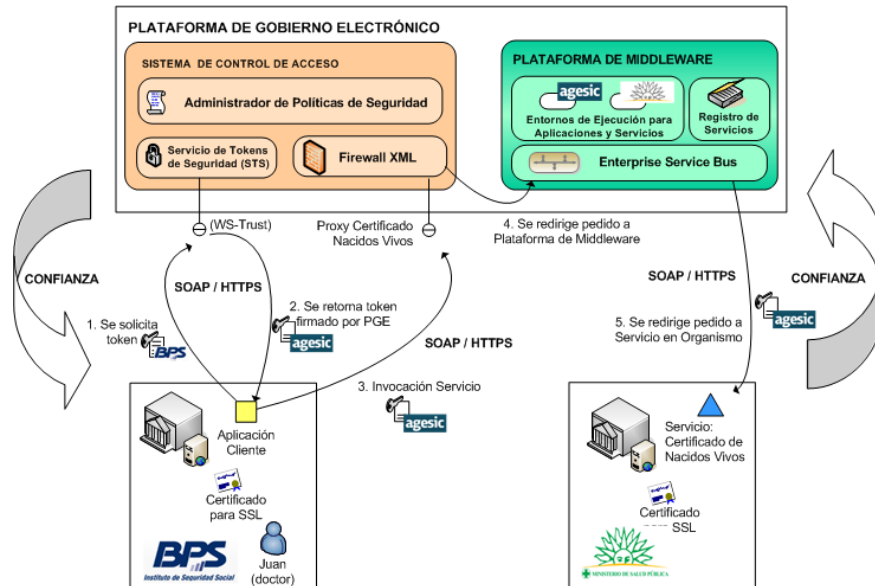 PLATAFORMA DE GOBIERNO ELECTRÓNICO
SISTEMA DE CONTROL DE ACCESO
Administrador de Políticas de Seguridad
Servicio de Tokens
de Seguridad (STS)
Firewall XML
PLATAFORMA DE MIDDLEWARE
agesic
Entornos de Ejecución para
Aplicaciones y Servicios
Registro de
Servicios
Enterprise Service Bus
(WS-Trust)
Proxy Certificado
Nacidos Vivos
4. Se redirige pedido a
Plataforma de Middleware
CONFIANZA
SOAP / HTTPS
1. Se solicita
token
BPS
2. Se retorna token
firmado por PGE
agesic
SOAP / HTTPS
3. Invocación Servicio
agesic
SOAP / HTTPS
CONFIANZA
agesic
5. Se redirige pedido a
Servicio en Organismo
Aplicación
Cliente
Certificado
para SSL
BPS
Instituto de Seguridad Social
Juan
(doctor)
Servicio:
Certificado de
Nacidos Vivos
Certificado
SSL
MINISTERIO DE SALUD PÚBLICA